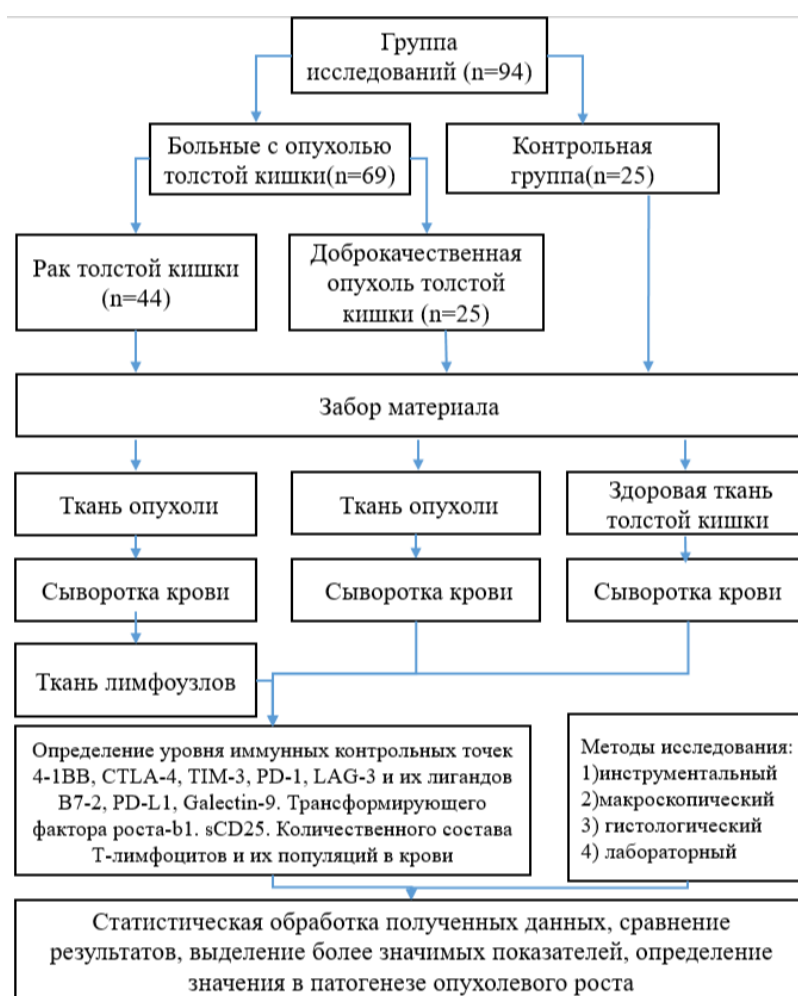 Группа
исследований (n=94)
Больные с опухолью
толстой кишки(n=69)
Контрольная
группа(n=25)
Рак толстой кишки
(n=44)
Доброкачественная
опухоль толстой
кишки (n=25)
Забор материала
Ткань опухоли
Ткань опухоли
Здоровая ткань
толстой кишки
Сыворотка крови
Сыворотка крови
Сыворотка крови
Ткань лимфоузлов
Определение уровня иммунных контрольных точек
4-1BB, CTLA-4, TIM-3, PD-1, LAG-3 и их лигандов
B7-2, PD-L1, Galectin-9. Трансформирующего
фактора роста-b1. sCD25. Количественного состава
Т-лимфоцитов и их популяций в крови
Методы исследования:
1)инструментальный
2)макроскопический
3) гистологический
4) лабораторный
Статистическая обработка полученных данных, сравнение
результатов, выделение более значимых показателей, определение
значения в патогенезе опухолевого роста